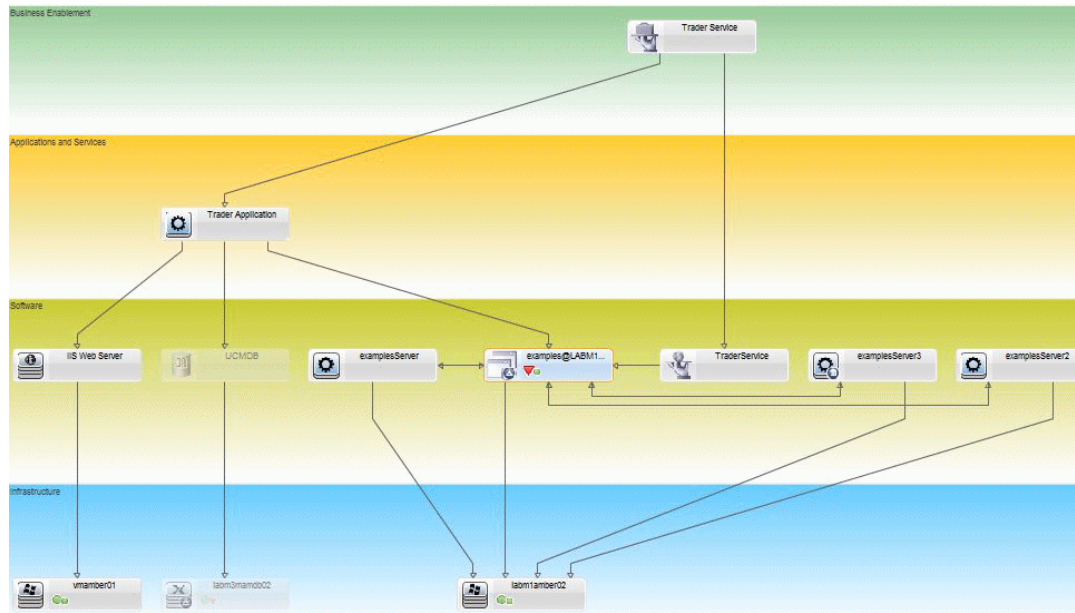 Business Enablement
Trader Service
Applications and Services
Trader Application
Software
IIS Web Server
UCMDB
examplesServer
examples@LABM1...
TraderService
examplesServer3
examplesServer2
Infrastructure
vmamber01
labm3mamdb02
labm1amber02